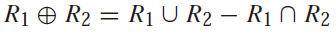 R₁ ⊕ R₂ = R₁ ∪ R₂ − R₁ ∩ R₂